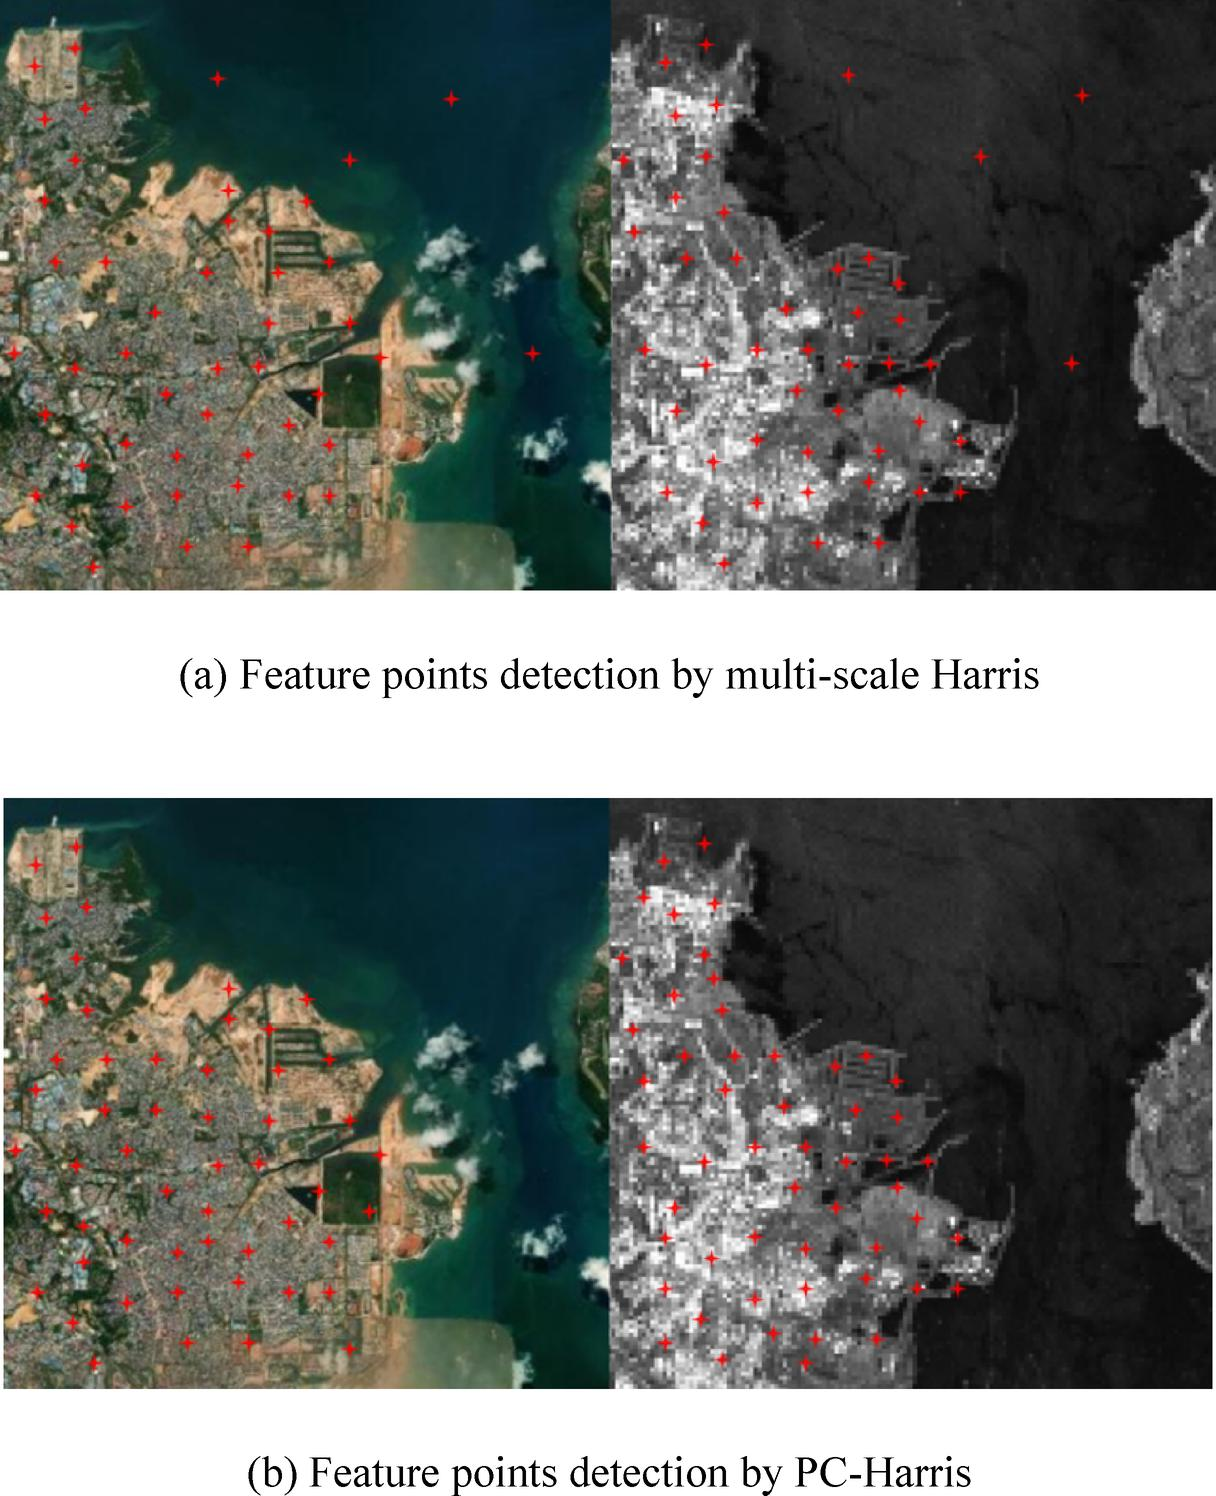 (a) Feature points detection by multi-scale Harris
(b) Feature points detection by PC-Harris